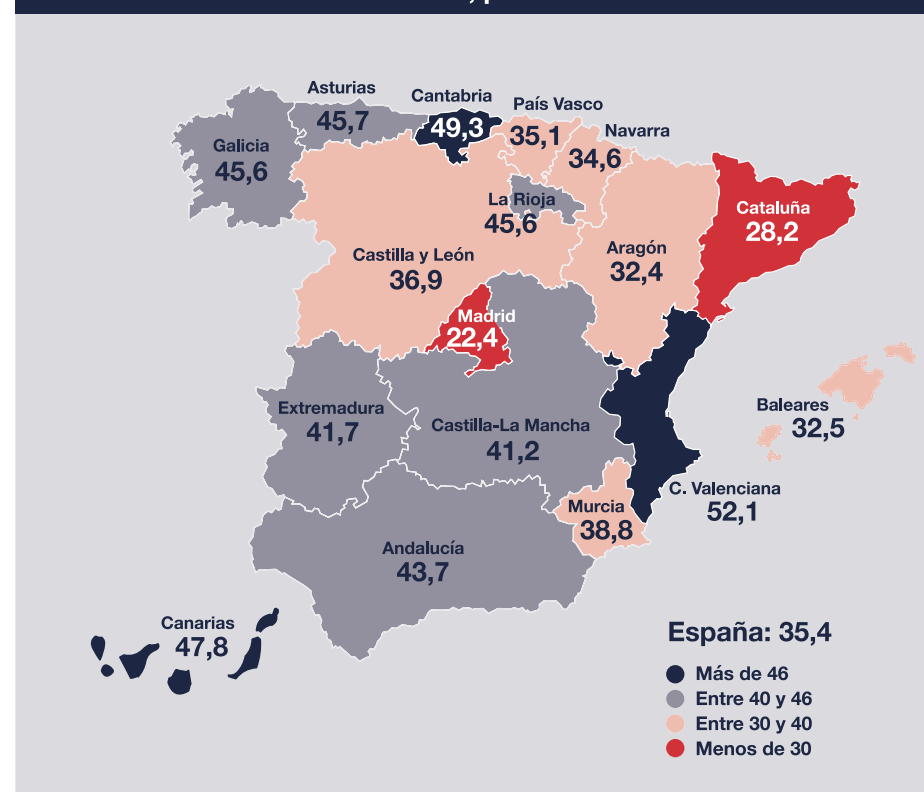 Asturias
45,7
Cantabria
49,3
País Vasco
35,1
Navarra
34,6
Galicia
45,6
La Rioja
45,6
Cataluña
28,2
Castilla y León
36,9
Aragón
32,4
Madrid
22,4
Extremadura
41,7
Castilla-La Mancha
41,2
Baleares
32,5
C. Valenciana
52,1
Murcia
38,8
Andalucía
43,7
Canarias
47,8
España: 35,4
Más de 46
Entre 40 y 46
Entre 30 y 40
Menos de 30